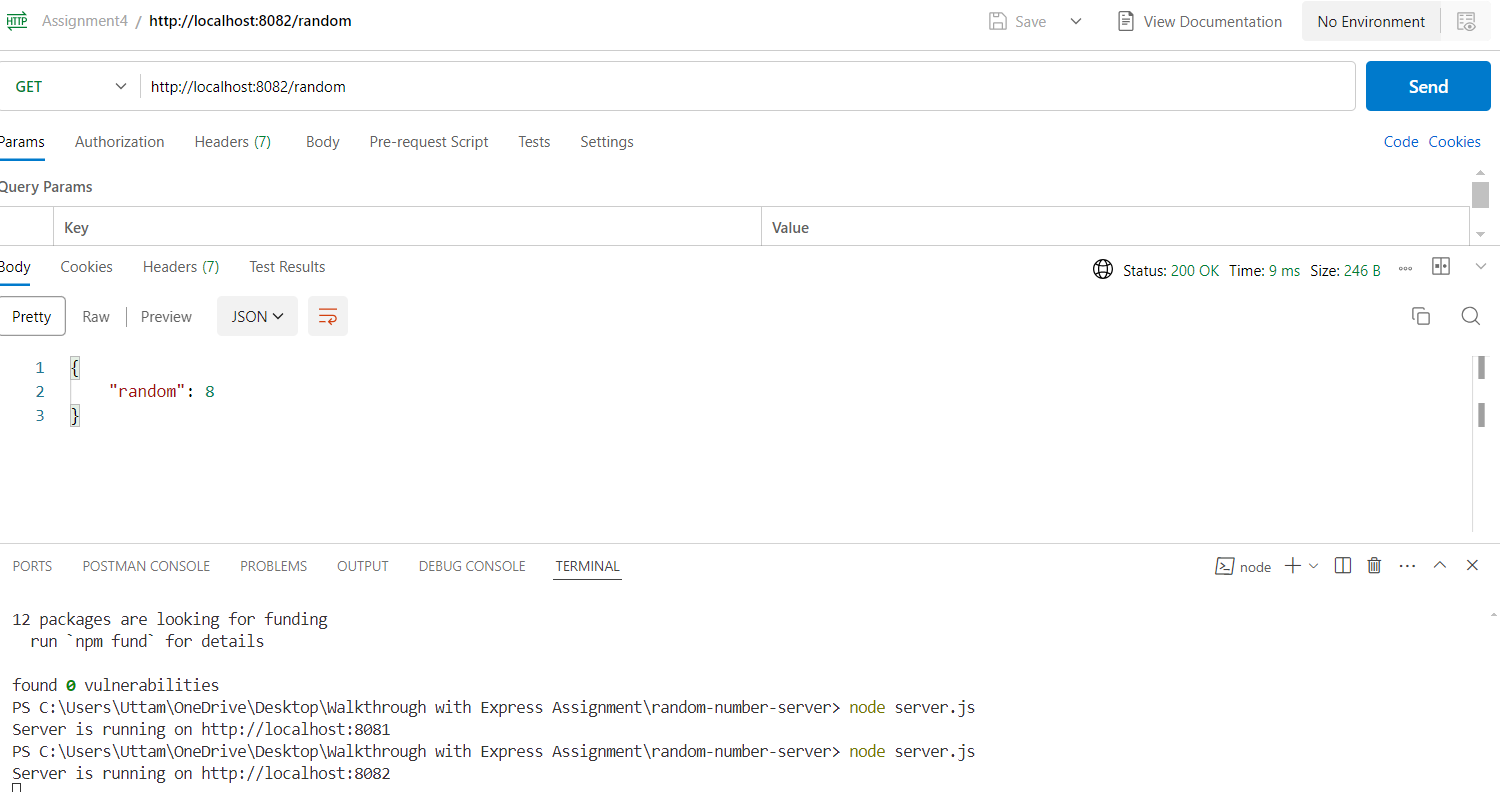 HTTP Assignment4 / http://localhost:8082/random Save View Documentation No Environment
GET http://localhost:8082/random Send
Params Authorization Headers (7) Body Pre-request Script Tests Settings Code Cookies
Query Params
Key Value
Body Cookies Headers (7) Test Results Status: 200 OK Time: 9 ms Size: 246 B
Pretty Raw Preview JSON
1 {
2 "random": 8
3 }
PORTS POSTMAN CONSOLE PROBLEMS OUTPUT DEBUG CONSOLE TERMINAL node
12 packages are looking for funding
run `npm fund` for details
found 0 vulnerabilities
PS C:\Users\Uttam\OneDrive\Desktop\Walkthrough with Express Assignment\random-number-server> node server.js
Server is running on http://localhost:8081
PS C:\Users\Uttam\OneDrive\Desktop\Walkthrough with Express Assignment\random-number-server> node server.js
Server is running on http://localhost:8082